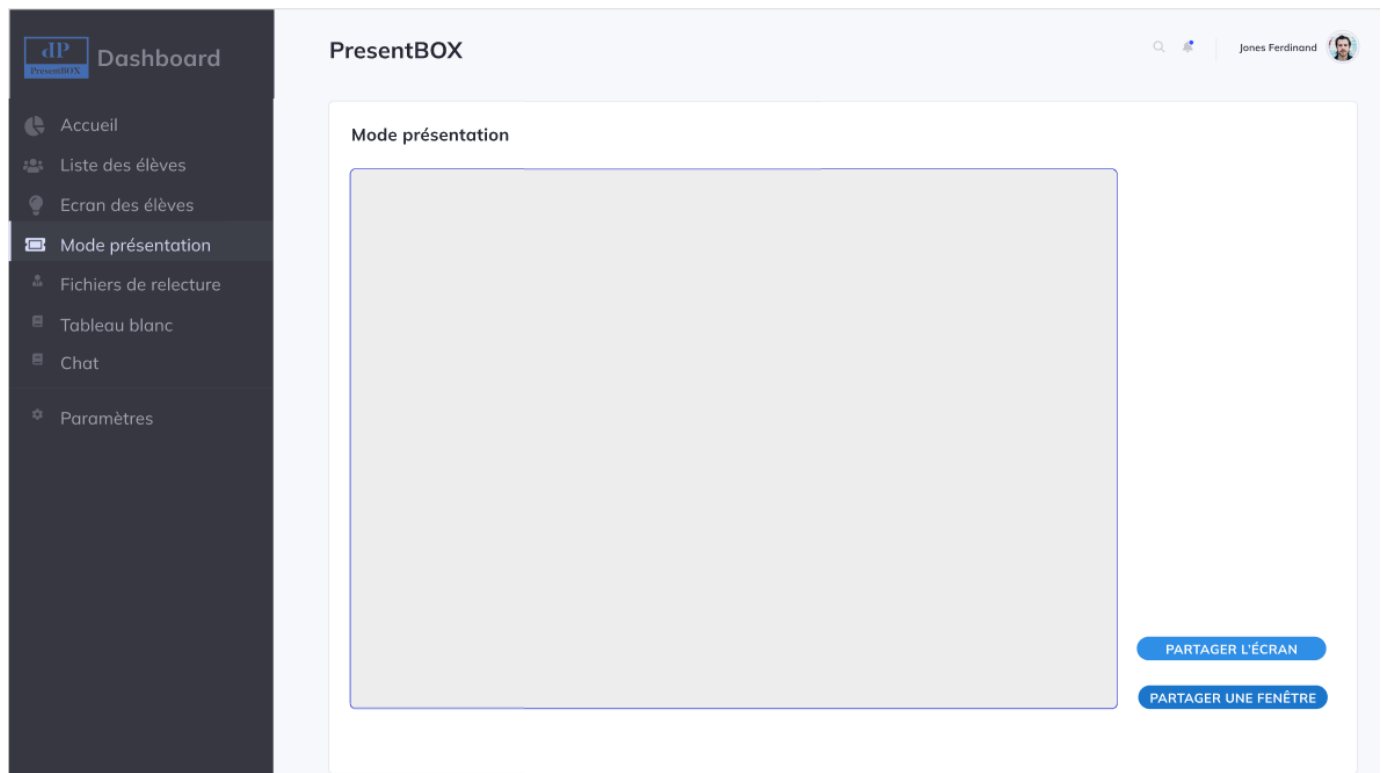 dP
PresentBOX
Dashboard
PresentBOX
Jones Ferdinand
Accueil
Liste des élèves
Ecran des élèves
Mode présentation
Fichiers de relecture
Tableau blanc
Chat
Paramètres
Mode présentation
PARTAGER L'ÉCRAN
PARTAGER UNE FENÊTRE